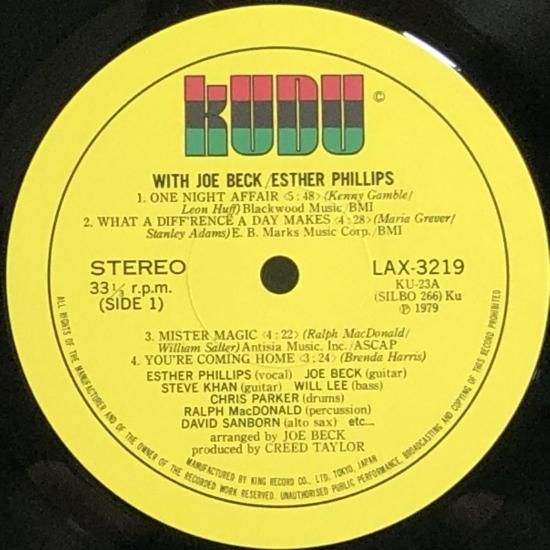 KUDU
©
WITH JOE BECK/ESTHER PHILLIPS
1. ONE NIGHT AFFAIR <5:48> (Kenny Gamble/
Leon Huff) Blackwood Music/BMI
2. WHAT A DIFF'RENCE A DAY MAKES <4:28> (Maria Grever/
Stanley Adams) E. B. Marks Music Corp./BMI
STEREO
33⅓ r.p.m.
(SIDE 1)
LAX-3219
KU-23A
(SILBO 266) Ku
Ⓟ 1979
3. MISTER MAGIC <4:22> (Ralph MacDonald/
William Salter) Antisia Music, Inc./ASCAP
4. YOU'RE COMING HOME <3:24> (Brenda Harris)
ESTHER PHILLIPS (vocal) JOE BECK (guitar)
STEVE KHAN (guitar) WILL LEE (bass)
CHRIS PARKER (drums)
RALPH MacDONALD (percussion)
DAVID SANBORN (alto sax) etc...
arranged by JOE BECK
produced by CREED TAYLOR
MANUFACTURED BY KING RECORD CO., LTD. TOKYO, JAPAN
ALL RIGHTS OF THE MANUFACTURER AND OF THE OWNER OF THE RECORDED WORK RESERVED. UNAUTHORISED PUBLIC PERFORMANCE, BROADCASTING AND COPYING OF THIS RECORD PROHIBITED